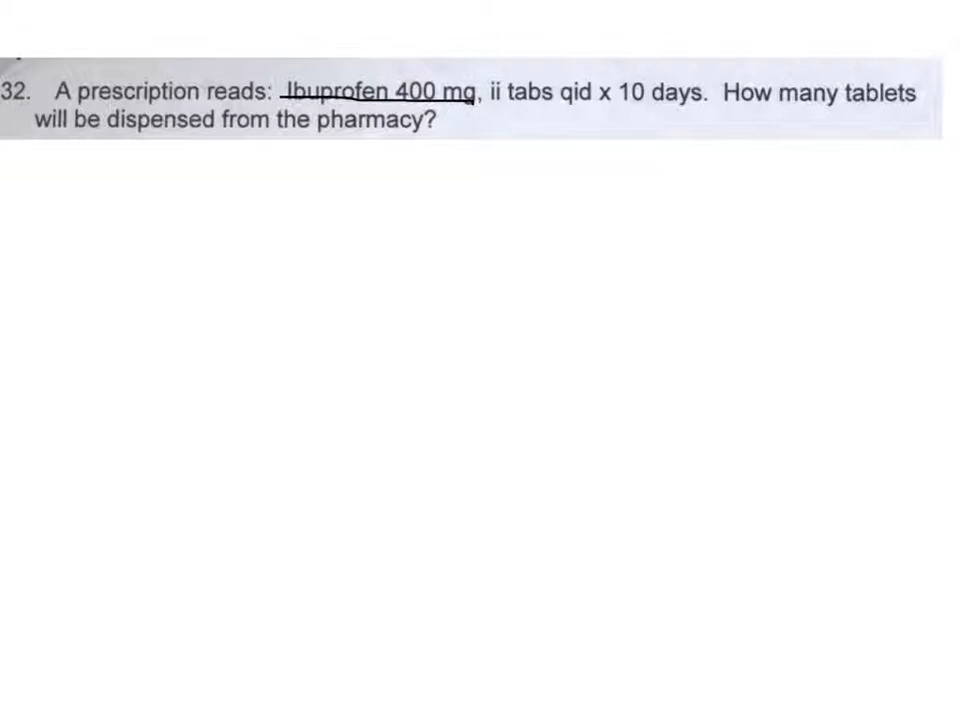 32. A prescription reads: Ibuprofen 400 mg, ii tabs qid x 10 days. How many tablets
will be dispensed from the pharmacy?